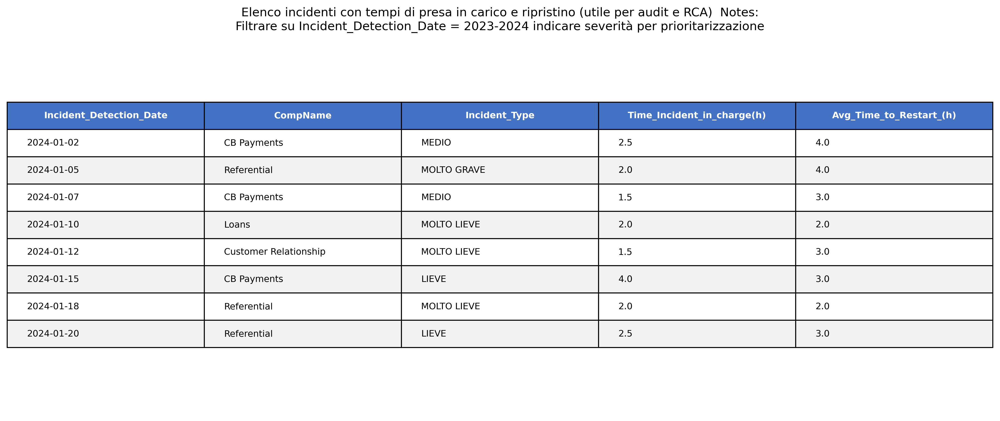 Elenco incidenti con tempi di presa in carico e ripristino (utile per audit e RCA)  Notes:
Filtrare su Incident_Detection_Date = 2023-2024 indicare severità per prioritarizzazione
Incident_Detection_Date CompName Incident_Type Time_Incident_in_charge(h) Avg_Time_to_Restart_(h)
2024-01-02 CB Payments MEDIO 2.5 4.0
2024-01-05 Referential MOLTO GRAVE 2.0 4.0
2024-01-07 CB Payments MEDIO 1.5 3.0
2024-01-10 Loans MOLTO LIEVE 2.0 2.0
2024-01-12 Customer Relationship MOLTO LIEVE 1.5 3.0
2024-01-15 CB Payments LIEVE 4.0 3.0
2024-01-18 Referential MOLTO LIEVE 2.0 2.0
2024-01-20 Referential LIEVE 2.5 3.0